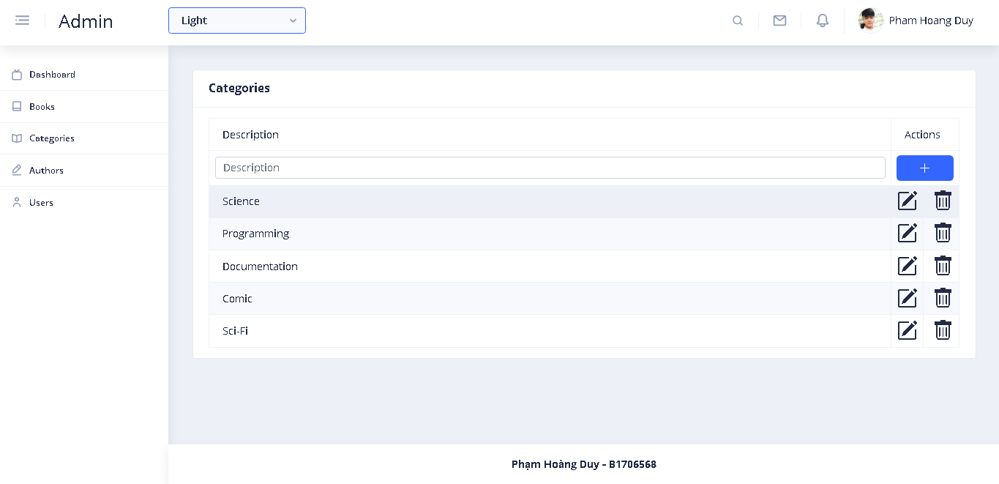 Admin
Light
Pham Hoang Duy
Dashboard
Books
Categories
Authors
Users
Categories
Description Actions
Description
Science
Programming
Documentation
Comic
Sci-Fi
Phạm Hoàng Duy - B1706568